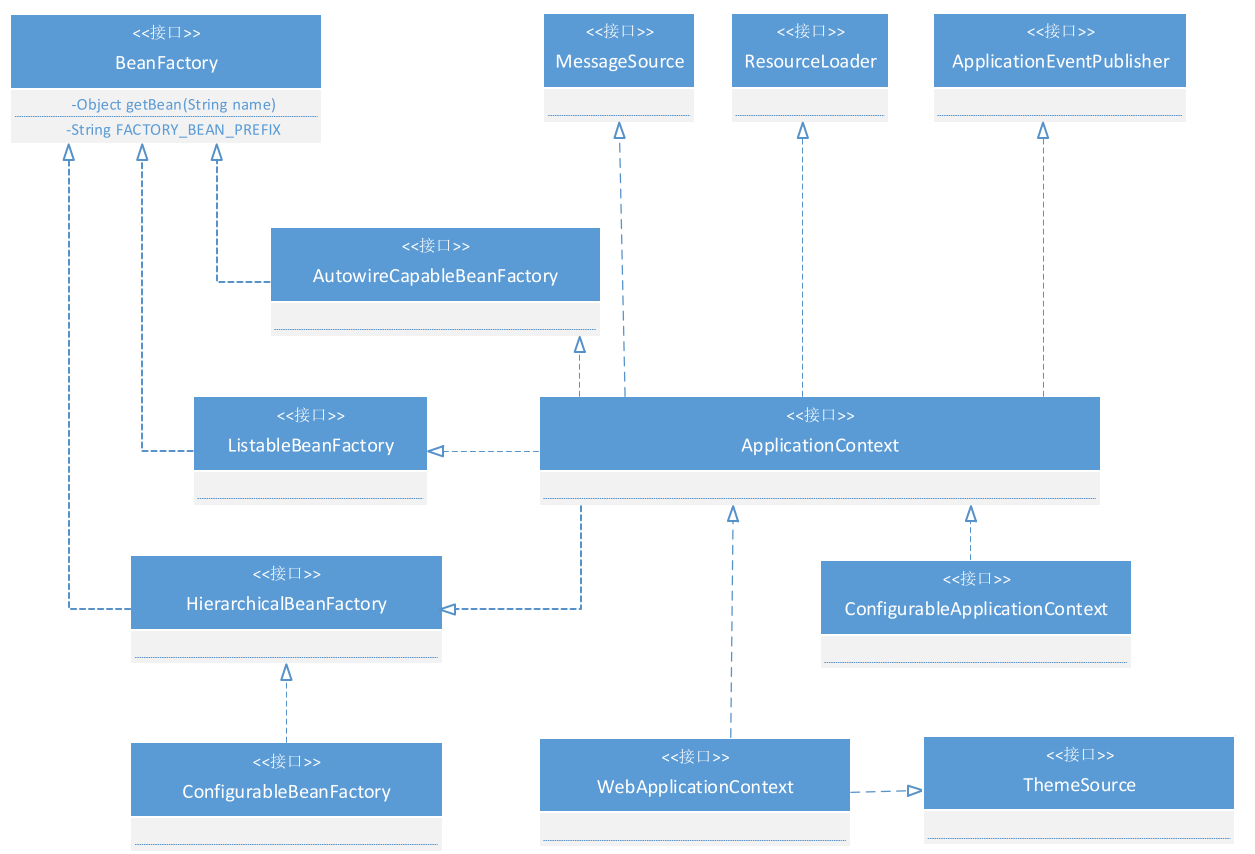 <<接口>>
BeanFactory
-Object getBean(String name)
-String FACTORY_BEAN_PREFIX
<<接口>>
MessageSource
<<接口>>
ResourceLoader
<<接口>>
ApplicationEventPublisher
<<接口>>
AutowireCapableBeanFactory
<<接口>>
ListableBeanFactory
<<接口>>
ApplicationContext
<<接口>>
HierarchicalBeanFactory
<<接口>>
ConfigurableApplicationContext
<<接口>>
ConfigurableBeanFactory
<<接口>>
WebApplicationContext
<<接口>>
ThemeSource